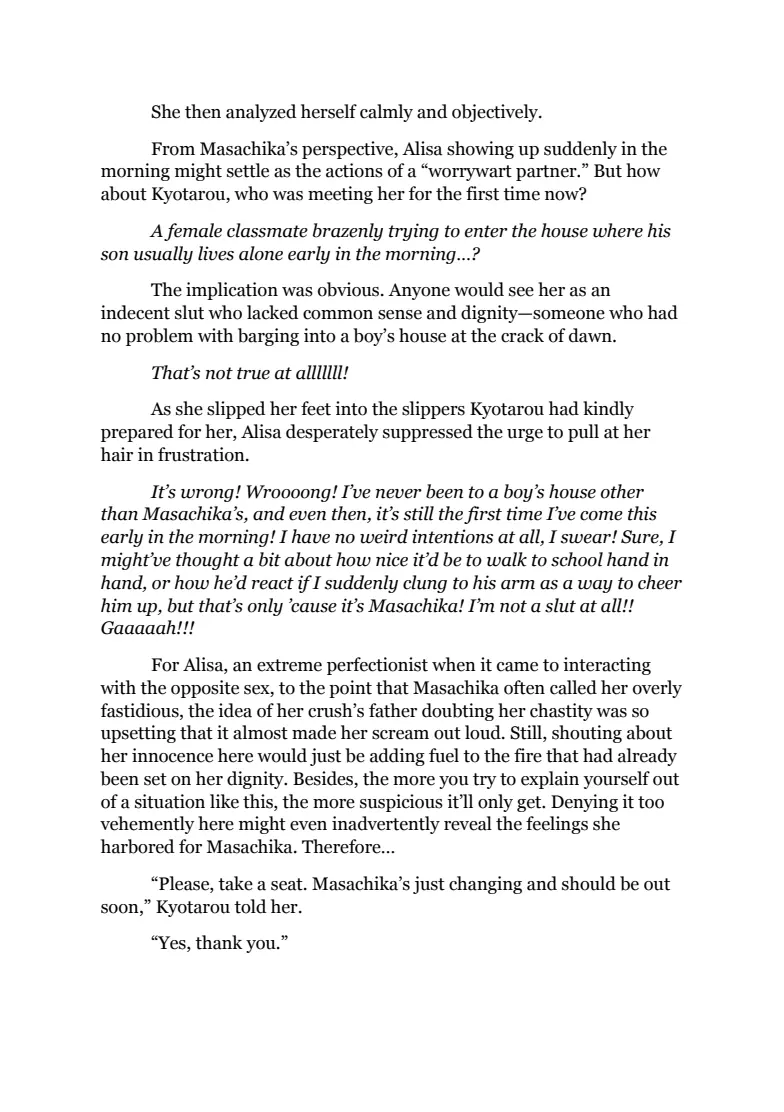 She then analyzed herself calmly and objectively.
From Masachika’s perspective, Alisa showing up suddenly in the
morning might settle as the actions of a “worrywart partner.” But how
about Kyotarou, who was meeting her for the first time now?
A female classmate brazenly trying to enter the house where his
son usually lives alone early in the morning...?
The implication was obvious. Anyone would see her as an
indecent slut who lacked common sense and dignity—someone who had
no problem with barging into a boy’s house at the crack of dawn.
That’s not true at alllllll!
As she slipped her feet into the slippers Kyotarou had kindly
prepared for her, Alisa desperately suppressed the urge to pull at her
hair in frustration.
It’s wrong! Wroooong! I’ve never been to a boy’s house other
than Masachika’s, and even then, it’s still the first time I’ve come this
early in the morning! I have no weird intentions at all, I swear! Sure, I
might’ve thought a bit about how nice it’d be to walk to school hand in
hand, or how he’d react if I suddenly clung to his arm as a way to cheer
him up, but that’s only ’cause it’s Masachika! I’m not a slut at all!!
Gaaaaah!!!
For Alisa, an extreme perfectionist when it came to interacting
with the opposite sex, to the point that Masachika often called her overly
fastidious, the idea of her crush’s father doubting her chastity was so
upsetting that it almost made her scream out loud. Still, shouting about
her innocence here would just be adding fuel to the fire that had already
been set on her dignity. Besides, the more you try to explain yourself out
of a situation like this, the more suspicious it’ll only get. Denying it too
vehemently here might even inadvertently reveal the feelings she
harbored for Masachika. Therefore...
“Please, take a seat. Masachika’s just changing and should be out
soon,” Kyotarou told her.
“Yes, thank you.”